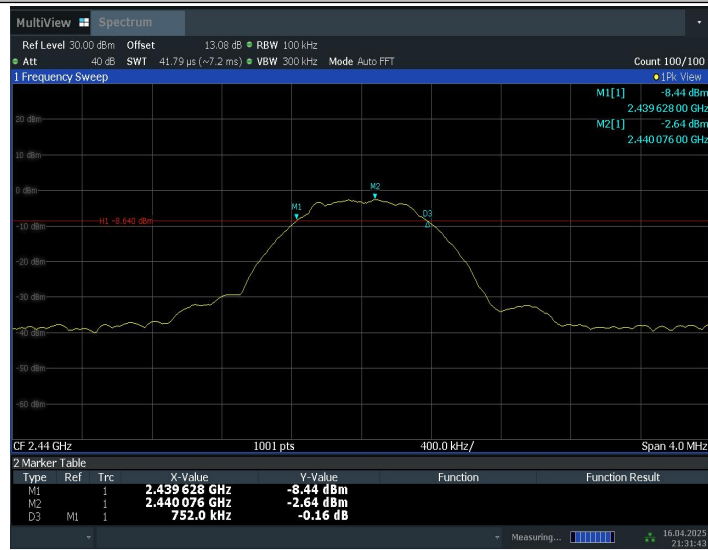 MultiView Spectrum
Ref Level 30.00 dBm Offset 13.08 dB RBW 100 kHz
Att 40 dB SWT 41.79 µs (~7.2 ms) VBW 300 kHz Mode Auto FFT Count 100/100
1 Frequency Sweep 1Pk View
M1[1] -8.44 dBm
2.439 628 00 GHz
M2[1] -2.64 dBm
2.440 076 00 GHz
20 dBm
10 dBm
0 dBm
M2
M1
D3
H1 -8.640 dBm
-10 dBm
-20 dBm
-30 dBm
-40 dBm
-50 dBm
-60 dBm
CF 2.44 GHz 1001 pts 400.0 kHz/ Span 4.0 MHz
2 Marker Table
Type Ref Trc X-Value Y-Value Function Function Result
M1 1 2.439 628 GHz -8.44 dBm
M2 1 2.440 076 GHz -2.64 dBm
D3 M1 1 752.0 kHz -0.16 dB
Measuring... 16.04.2025
21:31:43